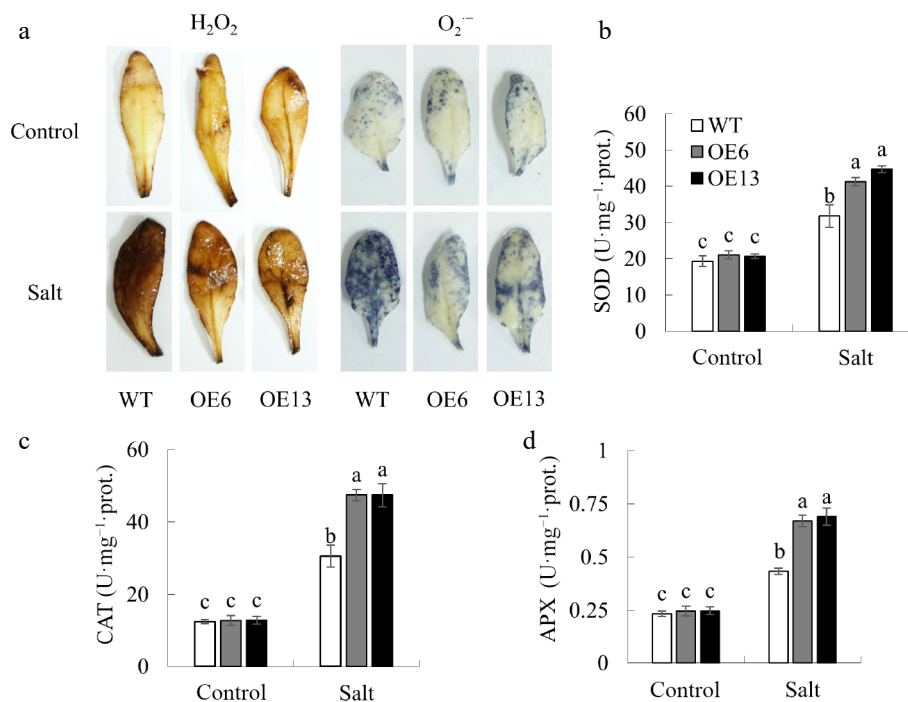 a
H₂O₂
O₂·⁻
Control
Salt
WT OE6 OE13 WT OE6 OE13
b
SOD (U·mg⁻¹·prot.)
60
50
40
30
20
10
0
WT
OE6
OE13
c c c
b a a
Control Salt
c
CAT (U·mg⁻¹·prot.)
60
40
20
0
c c c
b a a
Control Salt
d
APX (U·mg⁻¹·prot.)
1
0.75
0.5
0.25
0
c c c
b a a
Control Salt